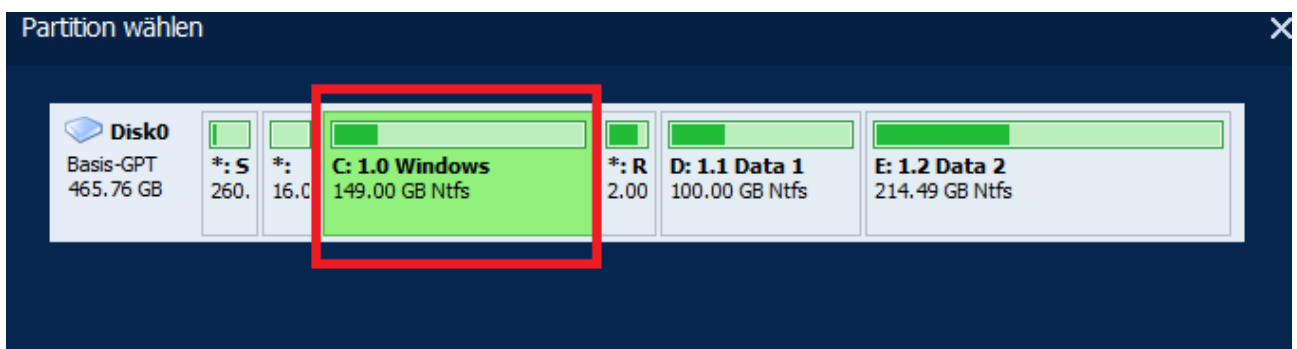 Partition wählen
Disk0
Basis-GPT
465.76 GB
*: S
260.
*:
16.0
C: 1.0 Windows
149.00 GB Ntfs
*: R
2.00
D: 1.1 Data 1
100.00 GB Ntfs
E: 1.2 Data 2
214.49 GB Ntfs